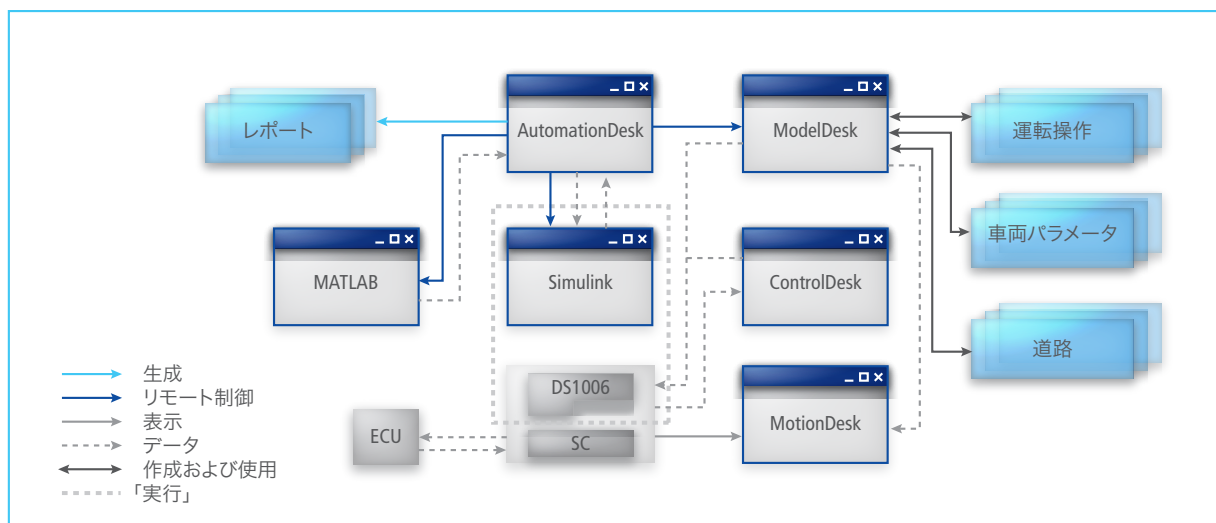 レポート
AutomationDesk
ModelDesk
運転操作
車両パラメータ
MATLAB
Simulink
ControlDesk
道路
DS1006
MotionDesk
ECU
SC
生成
リモート制御
表示
データ
作成および使用
「実行」